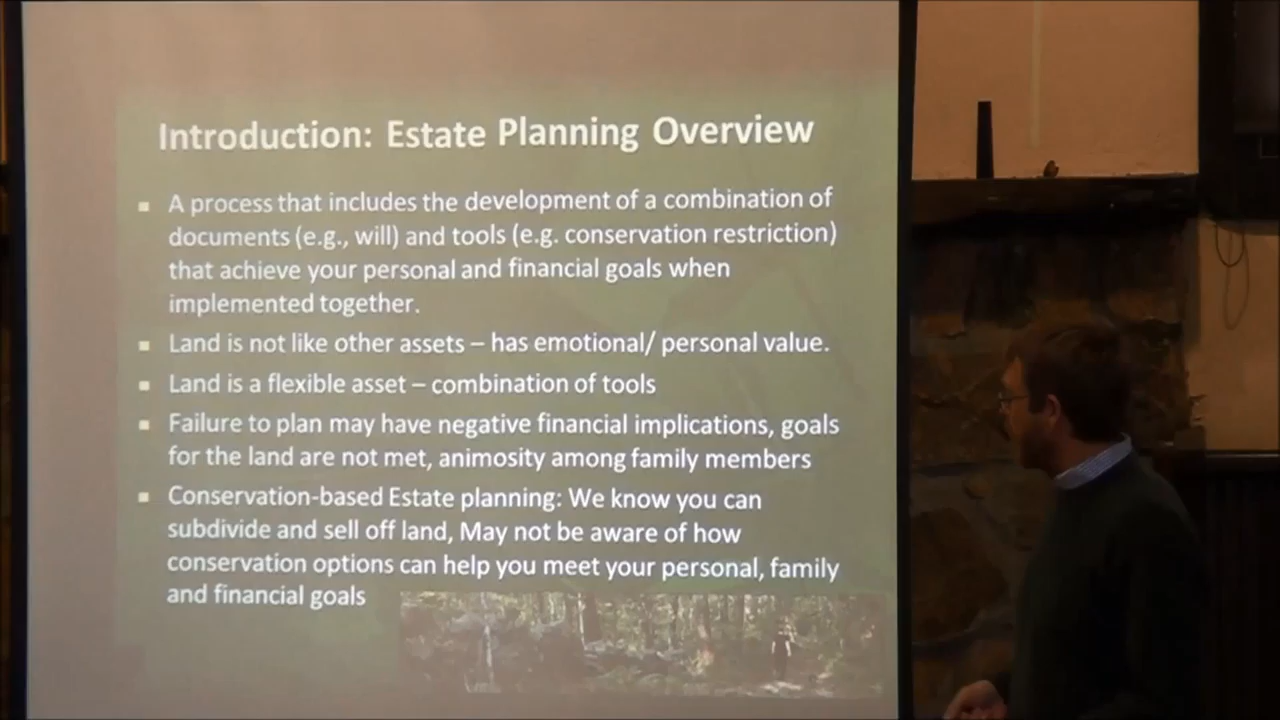 Introduction: Estate Planning Overview
▪ A process that includes the development of a combination of
documents (e.g., will) and tools (e.g. conservation restriction)
that achieve your personal and financial goals when
implemented together.
▪ Land is not like other assets – has emotional/ personal value.
▪ Land is a flexible asset – combination of tools
▪ Failure to plan may have negative financial implications, goals
for the land are not met, animosity among family members
▪ Conservation-based Estate planning: We know you can
subdivide and sell off land, May not be aware of how
conservation options can help you meet your personal, family
and financial goals